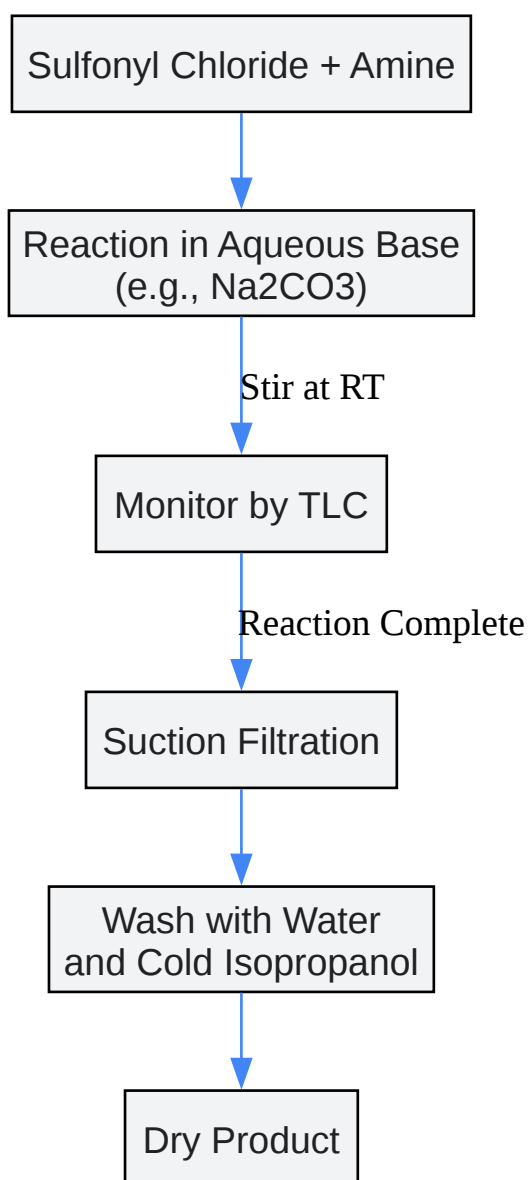 Sulfonyl Chloride + Amine
Reaction in Aqueous Base
(e.g., Na2CO3)
Stir at RT
Monitor by TLC
Reaction Complete
Suction Filtration
Wash with Water
and Cold Isopropanol
Dry Product